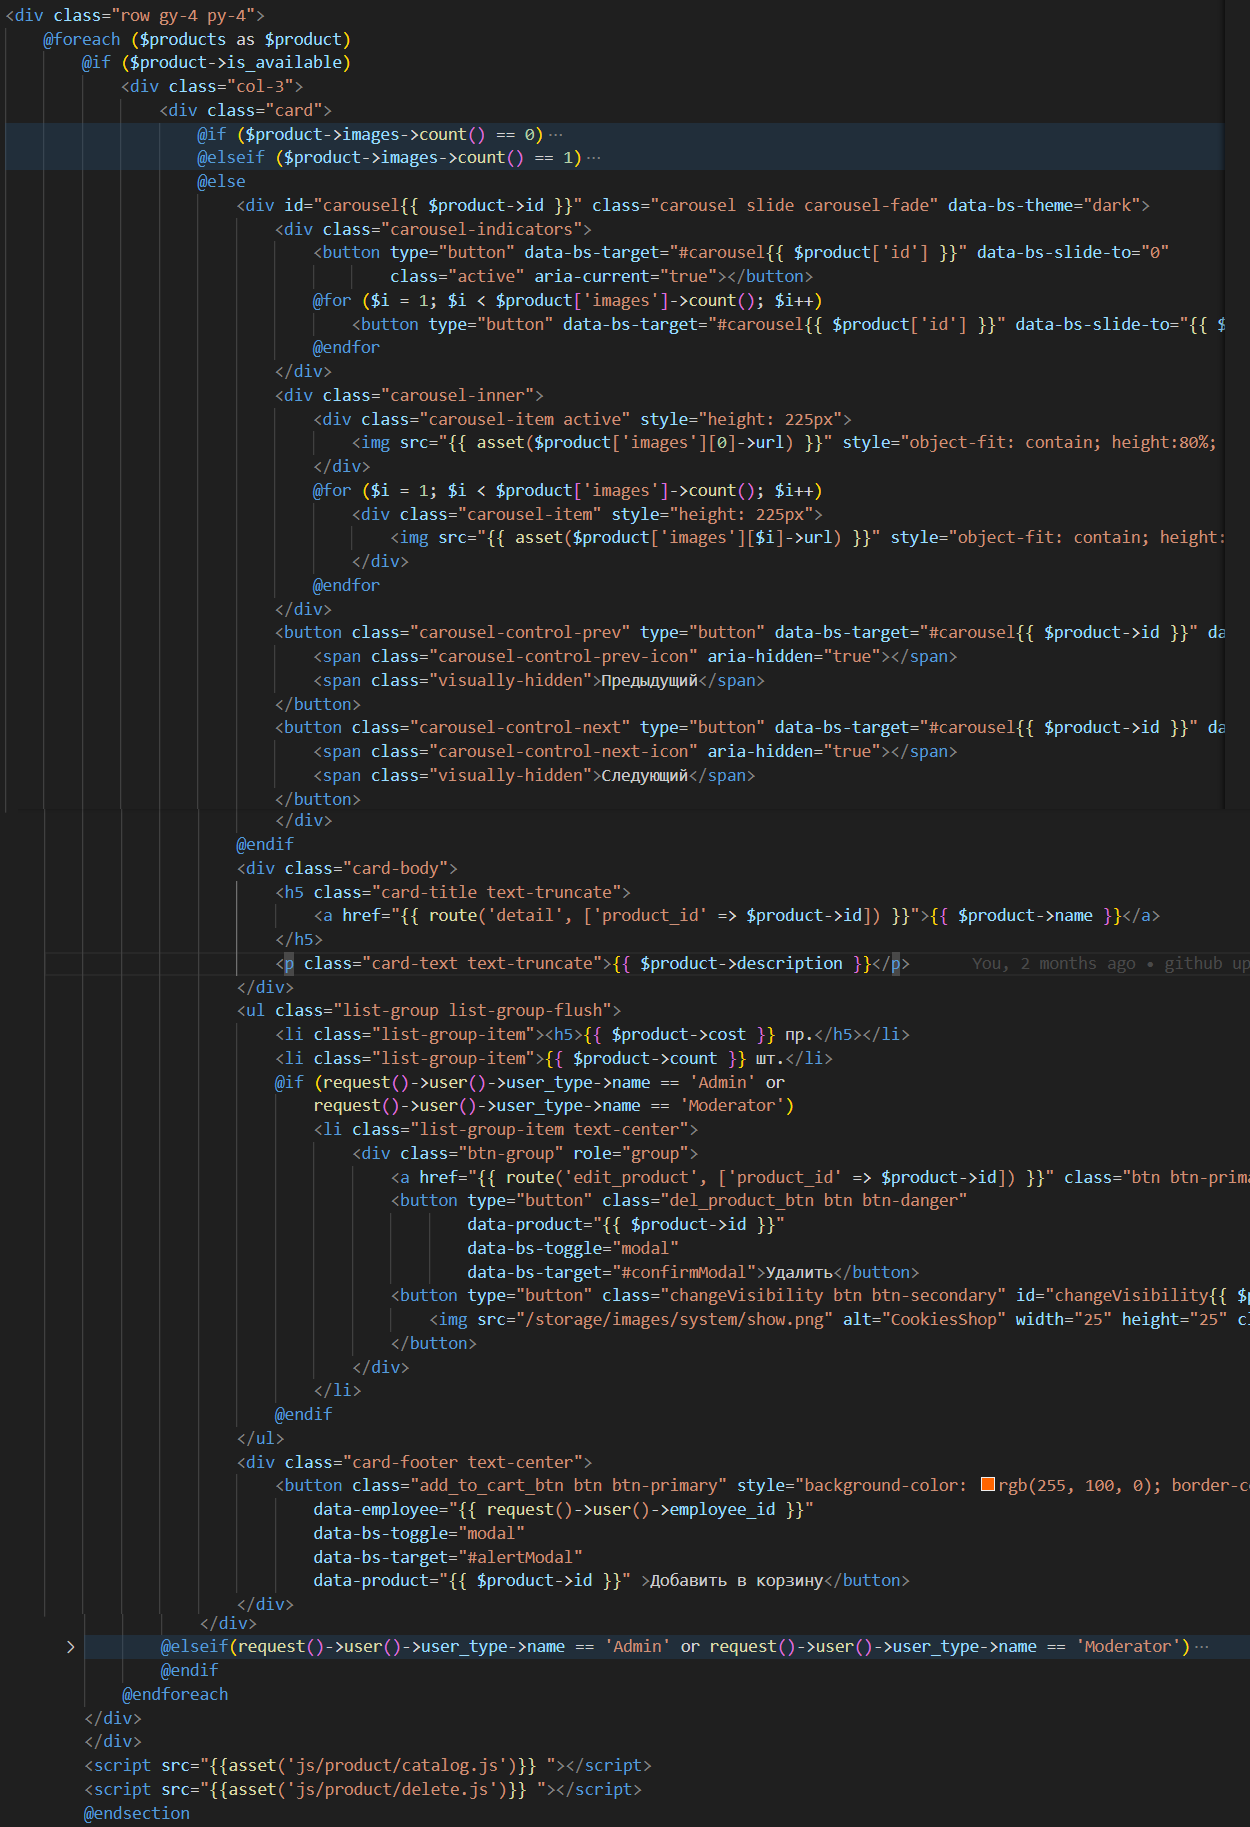 <div class="row gy-4 py-4">
@foreach ($products as $product)
@if ($product->is_available)
<div class="col-3">
<div class="card">
@if ($product->images->count() == 0) ···
@elseif ($product->images->count() == 1) ···
@else
<div id="carousel{{ $product->id }}" class="carousel slide carousel-fade" data-bs-theme="dark">
<div class="carousel-indicators">
<button type="button" data-bs-target="#carousel{{ $product['id'] }}" data-bs-slide-to="0"
class="active" aria-current="true"></button>
@for ($i = 1; $i < $product['images']->count(); $i++)
<button type="button" data-bs-target="#carousel{{ $product['id'] }}" data-bs-slide-to="{{ $
@endfor
</div>
<div class="carousel-inner">
<div class="carousel-item active" style="height: 225px">
<img src="{{ asset($product['images'][0]->url) }}" style="object-fit: contain; height:80%;
</div>
@for ($i = 1; $i < $product['images']->count(); $i++)
<div class="carousel-item" style="height: 225px">
<img src="{{ asset($product['images'][$i]->url) }}" style="object-fit: contain; height:
</div>
@endfor
</div>
<button class="carousel-control-prev" type="button" data-bs-target="#carousel{{ $product->id }}" da
<span class="carousel-control-prev-icon" aria-hidden="true"></span>
<span class="visually-hidden">Предыдущий</span>
</button>
<button class="carousel-control-next" type="button" data-bs-target="#carousel{{ $product->id }}" da
<span class="carousel-control-next-icon" aria-hidden="true"></span>
<span class="visually-hidden">Следующий</span>
</button>
</div>
@endif
<div class="card-body">
<h5 class="card-title text-truncate">
<a href="{{ route('detail', ['product_id' => $product->id]) }}">{{ $product->name }}</a>
</h5>
<p class="card-text text-truncate">{{ $product->description }}</p> You, 2 months ago • github up
</div>
<ul class="list-group list-group-flush">
<li class="list-group-item"><h5>{{ $product->cost }} пр.</h5></li>
<li class="list-group-item">{{ $product->count }} шт.</li>
@if (request()->user()->user_type->name == 'Admin' or
request()->user()->user_type->name == 'Moderator')
<li class="list-group-item text-center">
<div class="btn-group" role="group">
<a href="{{ route('edit_product', ['product_id' => $product->id]) }}" class="btn btn-prima
<button type="button" class="del_product_btn btn btn-danger"
data-product="{{ $product->id }}"
data-bs-toggle="modal"
data-bs-target="#confirmModal">Удалить</button>
<button type="button" class="changeVisibility btn btn-secondary" id="changeVisibility{{ $p
<img src="/storage/images/system/show.png" alt="CookiesShop" width="25" height="25" cl
</button>
</div>
</li>
@endif
</ul>
<div class="card-footer text-center">
<button class="add_to_cart_btn btn btn-primary" style="background-color: rgb(255, 100, 0); border-co
data-employee="{{ request()->user()->employee_id }}"
data-bs-toggle="modal"
data-bs-target="#alertModal"
data-product="{{ $product->id }}" >Добавить в корзину</button>
</div>
</div>
@elseif(request()->user()->user_type->name == 'Admin' or request()->user()->user_type->name == 'Moderator') ···
@endif
@endforeach
</div>
</div>
<script src="{{asset('js/product/catalog.js')}} "></script>
<script src="{{asset('js/product/delete.js')}} "></script>
@endsection